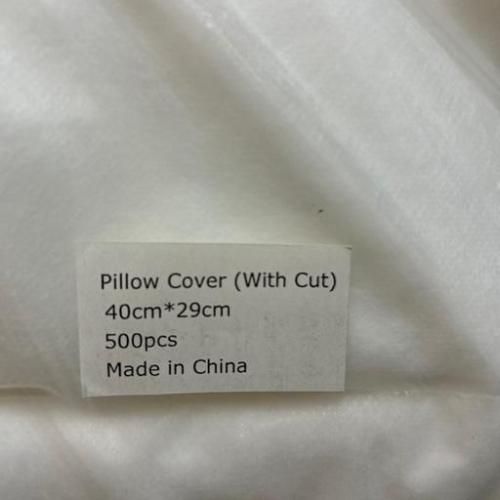 Pillow Cover (With Cut)
40cm*29cm
500pcs
Made in China